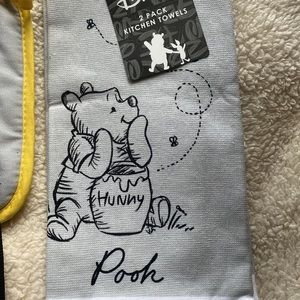 2 PACK
KITCHEN TOWELS
HUNNY
Pooh